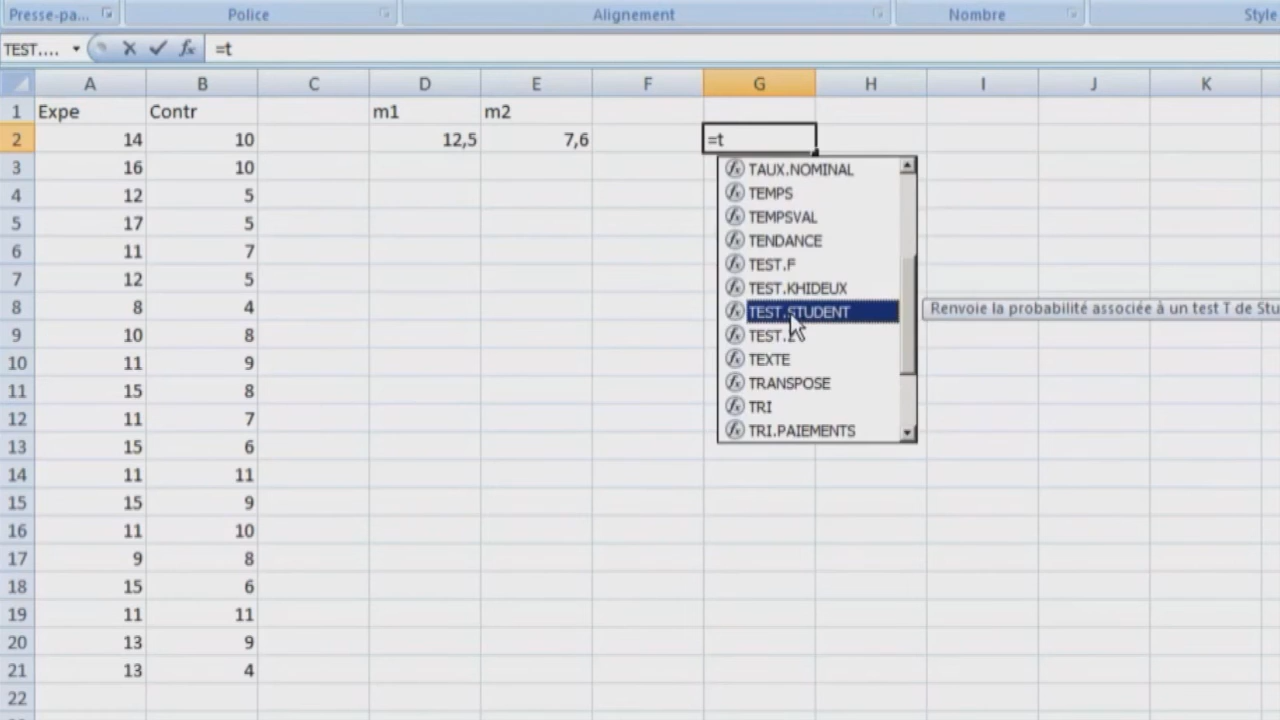 Presse-pa... Police Alignement Nombre Style
TEST.... =t
A B C D E F G H I J K
1 Expe Contr m1 m2
2 14 10 12,5 7,6 =t
3 16 10
4 12 5
5 17 5
6 11 7
7 12 5
8 8 4
9 10 8
10 11 9
11 15 8
12 11 7
13 15 6
14 11 11
15 15 9
16 11 10
17 9 8
18 15 6
19 11 11
20 13 9
21 13 4
22
TAUX.NOMINAL
TEMPS
TEMPSVAL
TENDANCE
TEST.F
TEST.KHIDEUX
TEST.STUDENT Renvoie la probabilité associée à un test T de Stu
TEXTE
TRANSPOSE
TRI
TRI.PAIEMENTS